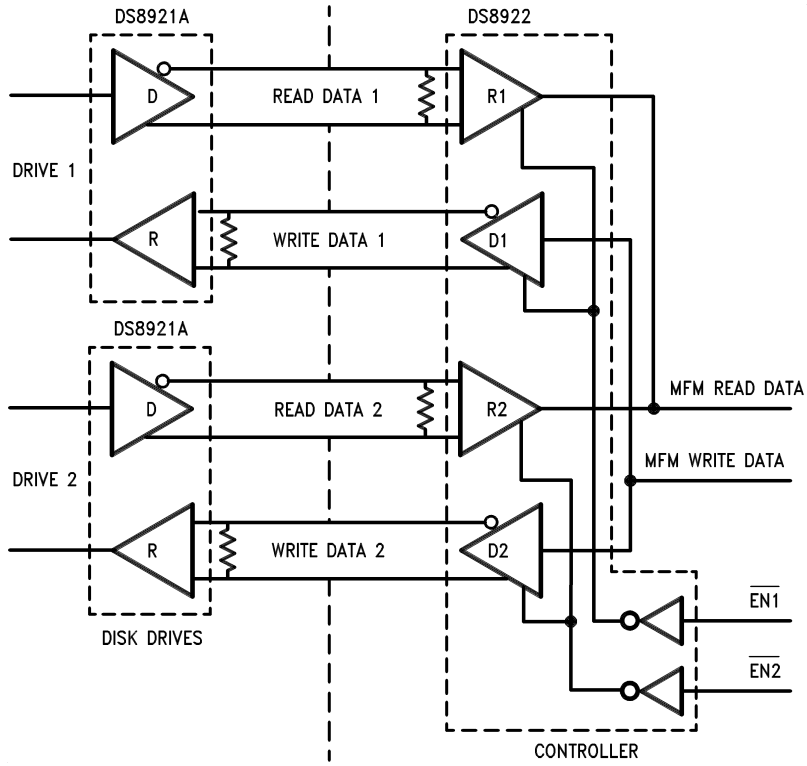 DS8921A
DS8922
D
READ DATA 1
R1
DRIVE 1
R
WRITE DATA 1
D1
DS8921A
D
READ DATA 2
R2
MFM READ DATA
MFM WRITE DATA
DRIVE 2
R
WRITE DATA 2
D2
EN1
DISK DRIVES
EN2
CONTROLLER